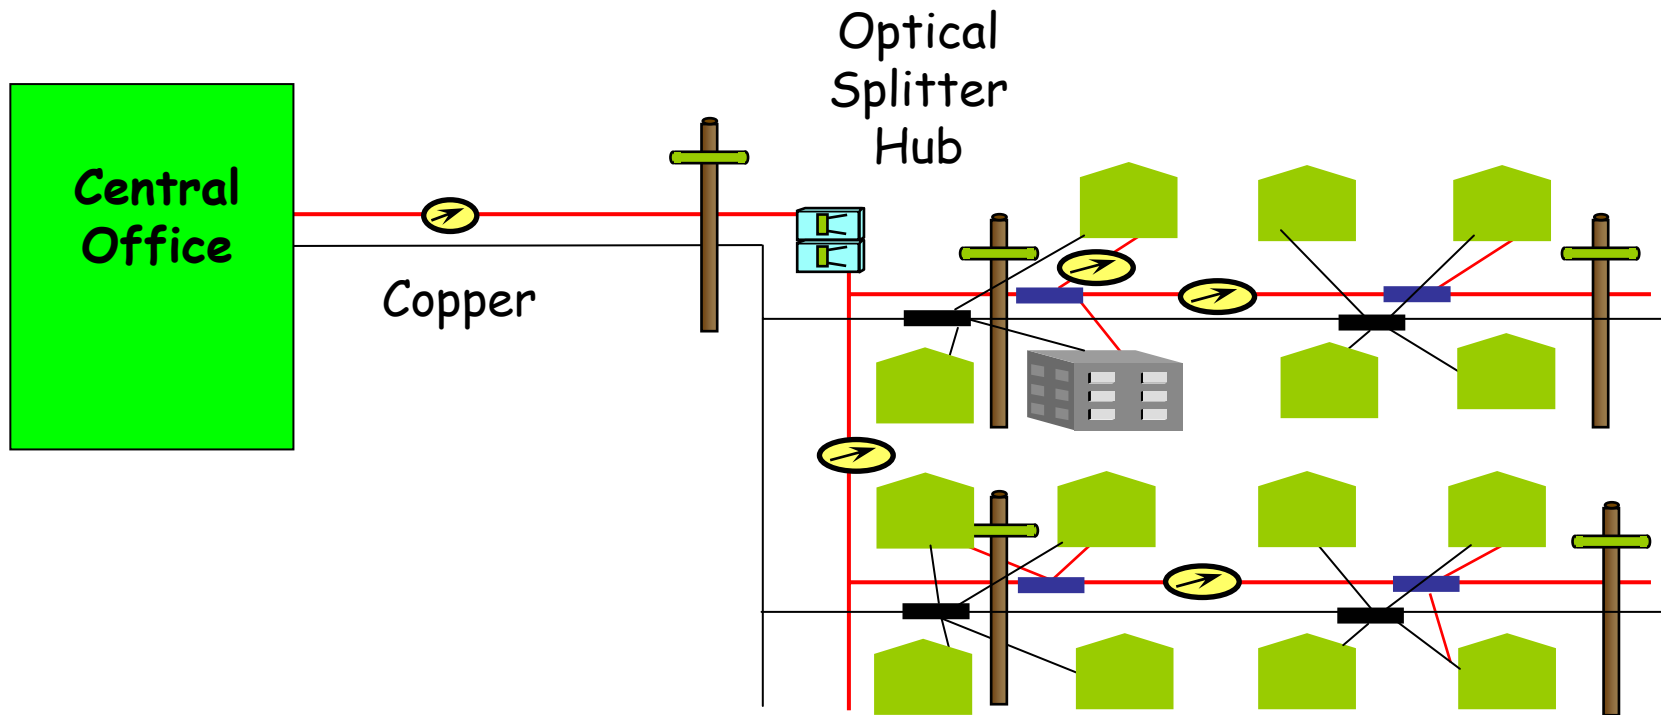 Optical
Splitter
Hub
Central
Office
Copper